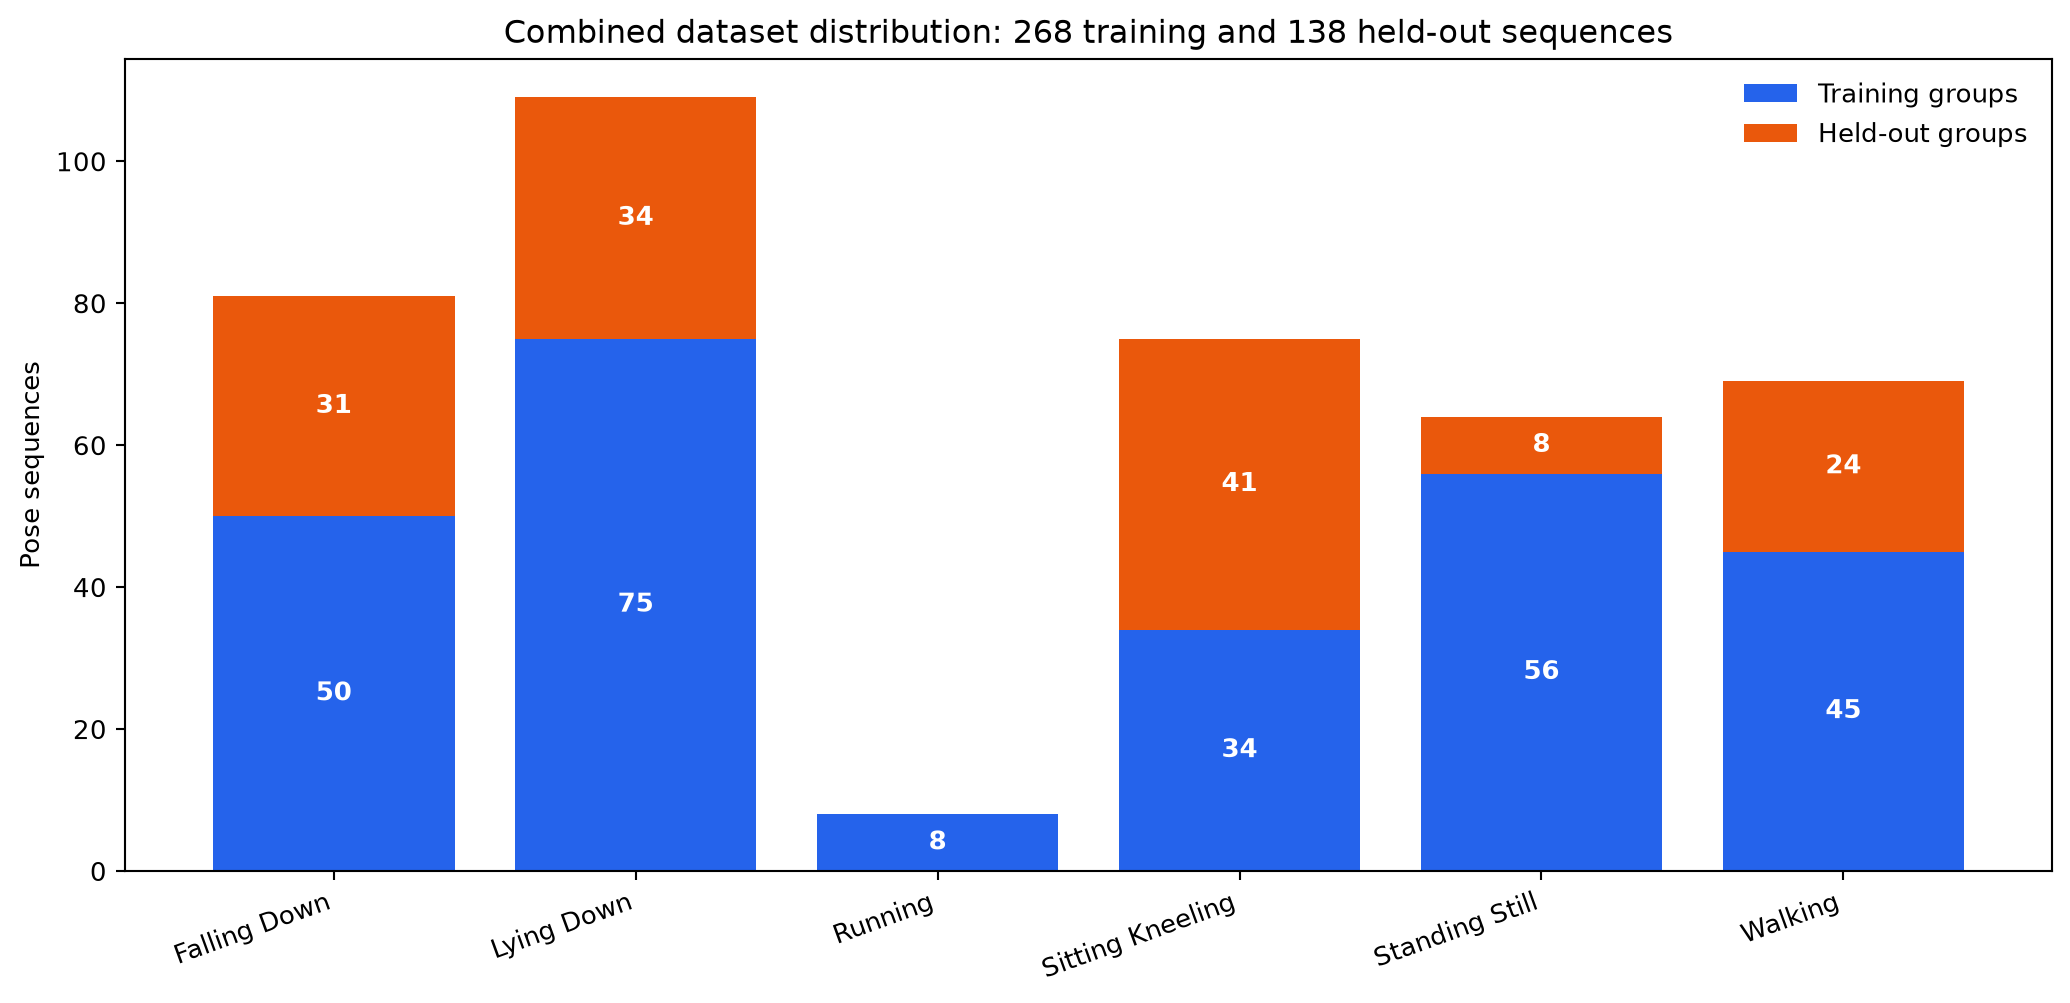 Combined dataset distribution: 268 training and 138 held-out sequences
Training groups
Held-out groups
Pose sequences
100
80
60
40
20
0
31
50
34
75
8
41
34
8
56
24
45
Falling Down
Lying Down
Running
Sitting Kneeling
Standing Still
Walking